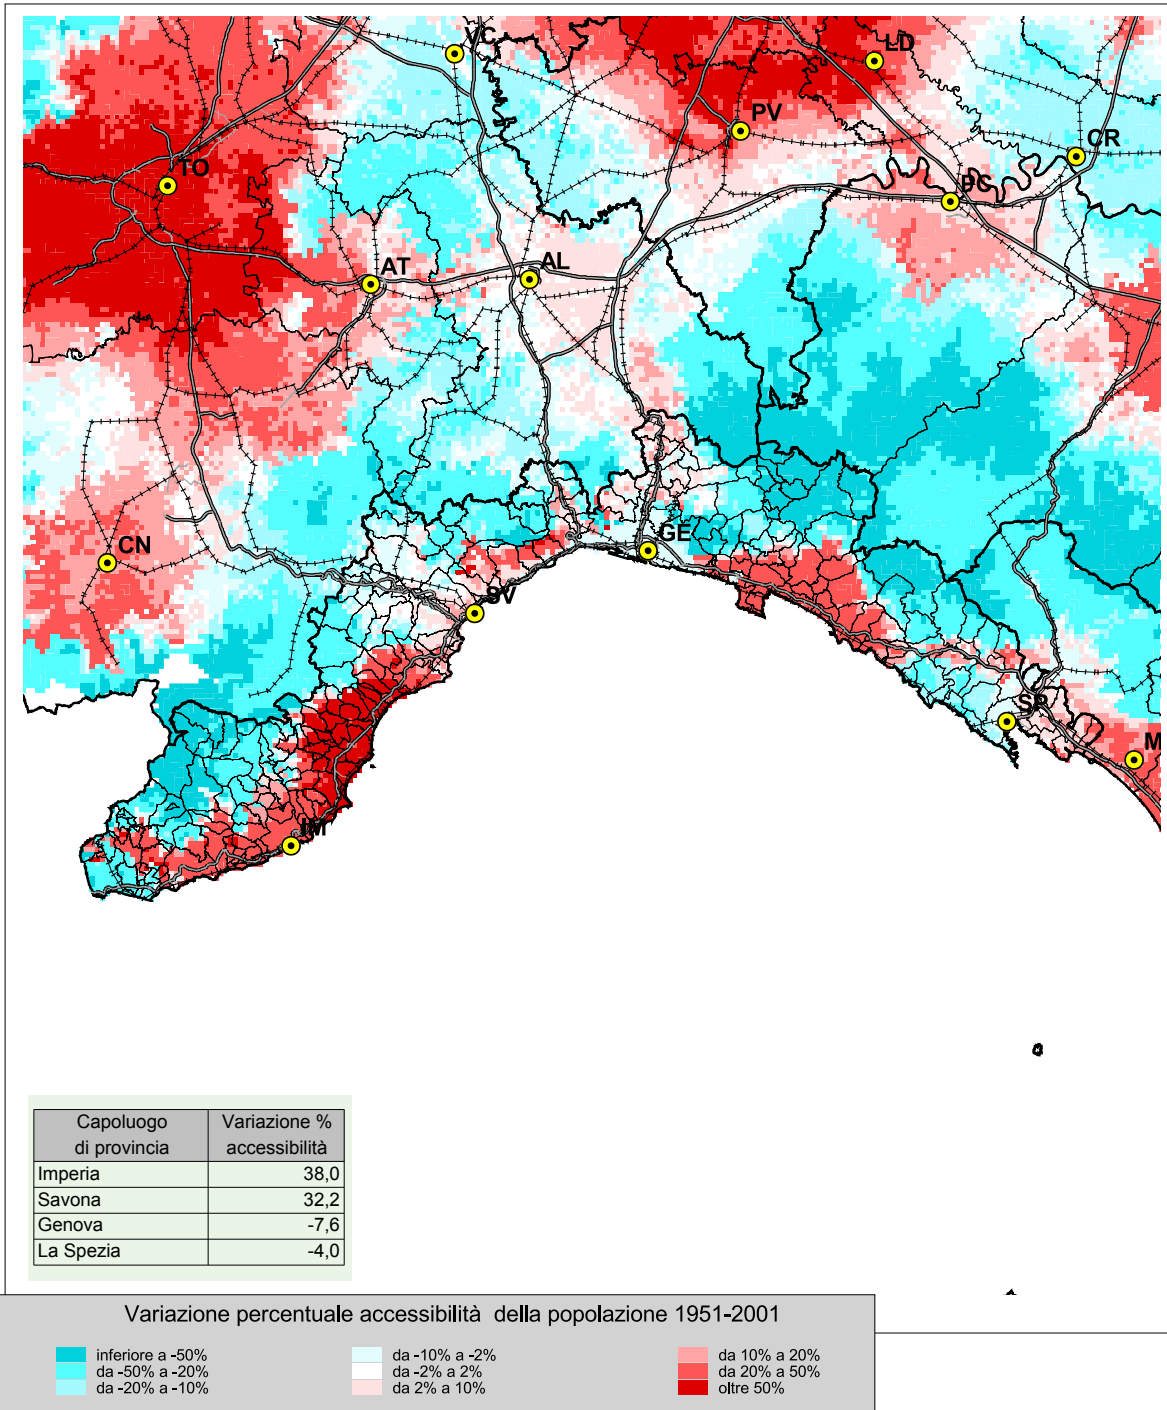 VC
LD
PV
CR
TO
PC
AT
AL
CN
GE
SV
SP
M
IM
Capoluogo di provincia Variazione % accessibilità
Imperia 38,0
Savona 32,2
Genova -7,6
La Spezia -4,0
Variazione percentuale accessibilità della popolazione 1951-2001
inferiore a -50% da -10% a -2% da 10% a 20%
da -50% a -20% da -2% a 2% da 20% a 50%
da -20% a -10% da 2% a 10% oltre 50%